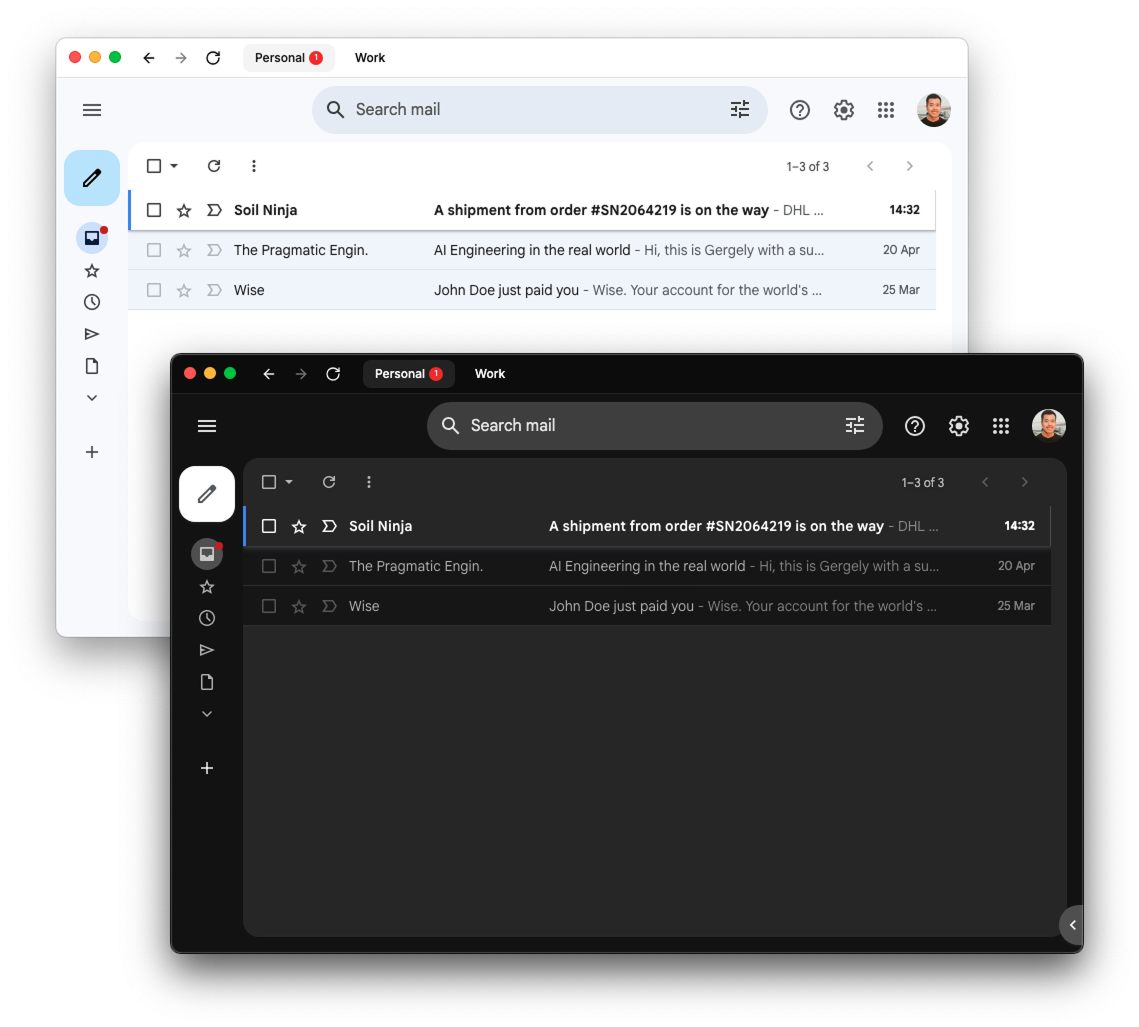 Personal 1 Work
Search mail
1–3 of 3
Soil Ninja A shipment from order #SN2064219 is on the way - DHL ... 14:32
The Pragmatic Engin. AI Engineering in the real world - Hi, this is Gergely with a su... 20 Apr
Wise John Doe just paid you - Wise. Your account for the world's ... 25 Mar
Personal 1 Work
Search mail
1–3 of 3
Soil Ninja A shipment from order #SN2064219 is on the way - DHL ... 14:32
The Pragmatic Engin. AI Engineering in the real world - Hi, this is Gergely with a su... 20 Apr
Wise John Doe just paid you - Wise. Your account for the world's ... 25 Mar